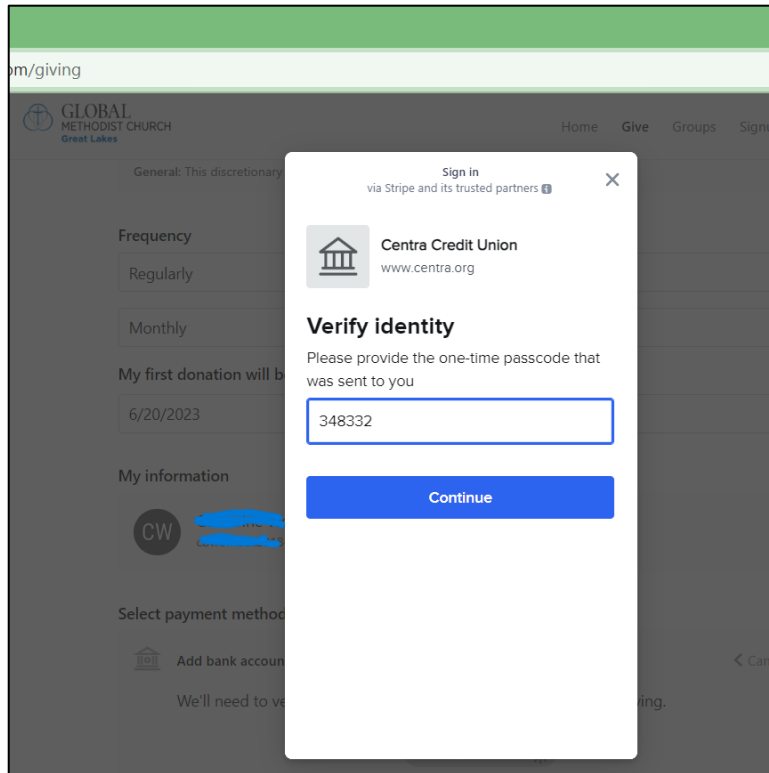 om/giving
GLOBAL
METHODIST CHURCH
Great Lakes
Home Give Groups
General: This discretionary
Sign in
via Stripe and its trusted partners
Centra Credit Union
www.centra.org
Frequency
Regularly
Monthly
Verify identity
Please provide the one-time passcode that
was sent to you
My first donation will b
6/20/2023
348332
My information
Continue
CW
Select payment method
Add bank accoun
We'll need to ve
ving.